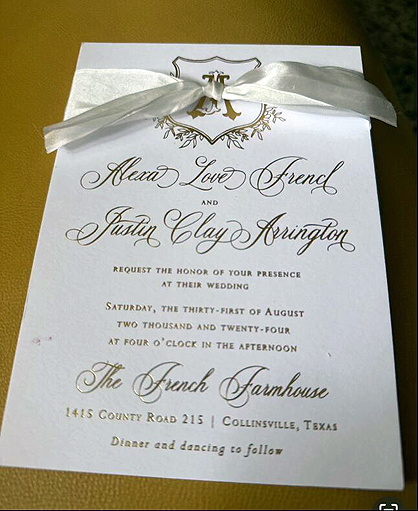 Alexa Love French
AND
Justin Clay Arrington
REQUEST THE HONOR OF YOUR PRESENCE
AT THEIR WEDDING
SATURDAY, THE THIRTY-FIRST OF AUGUST
TWO THOUSAND AND TWENTY-FOUR
AT FOUR O'CLOCK IN THE AFTERNOON
The French Farmhouse
1415 COUNTY ROAD 215 | COLLINSVILLE, TEXAS
Dinner and dancing to follow